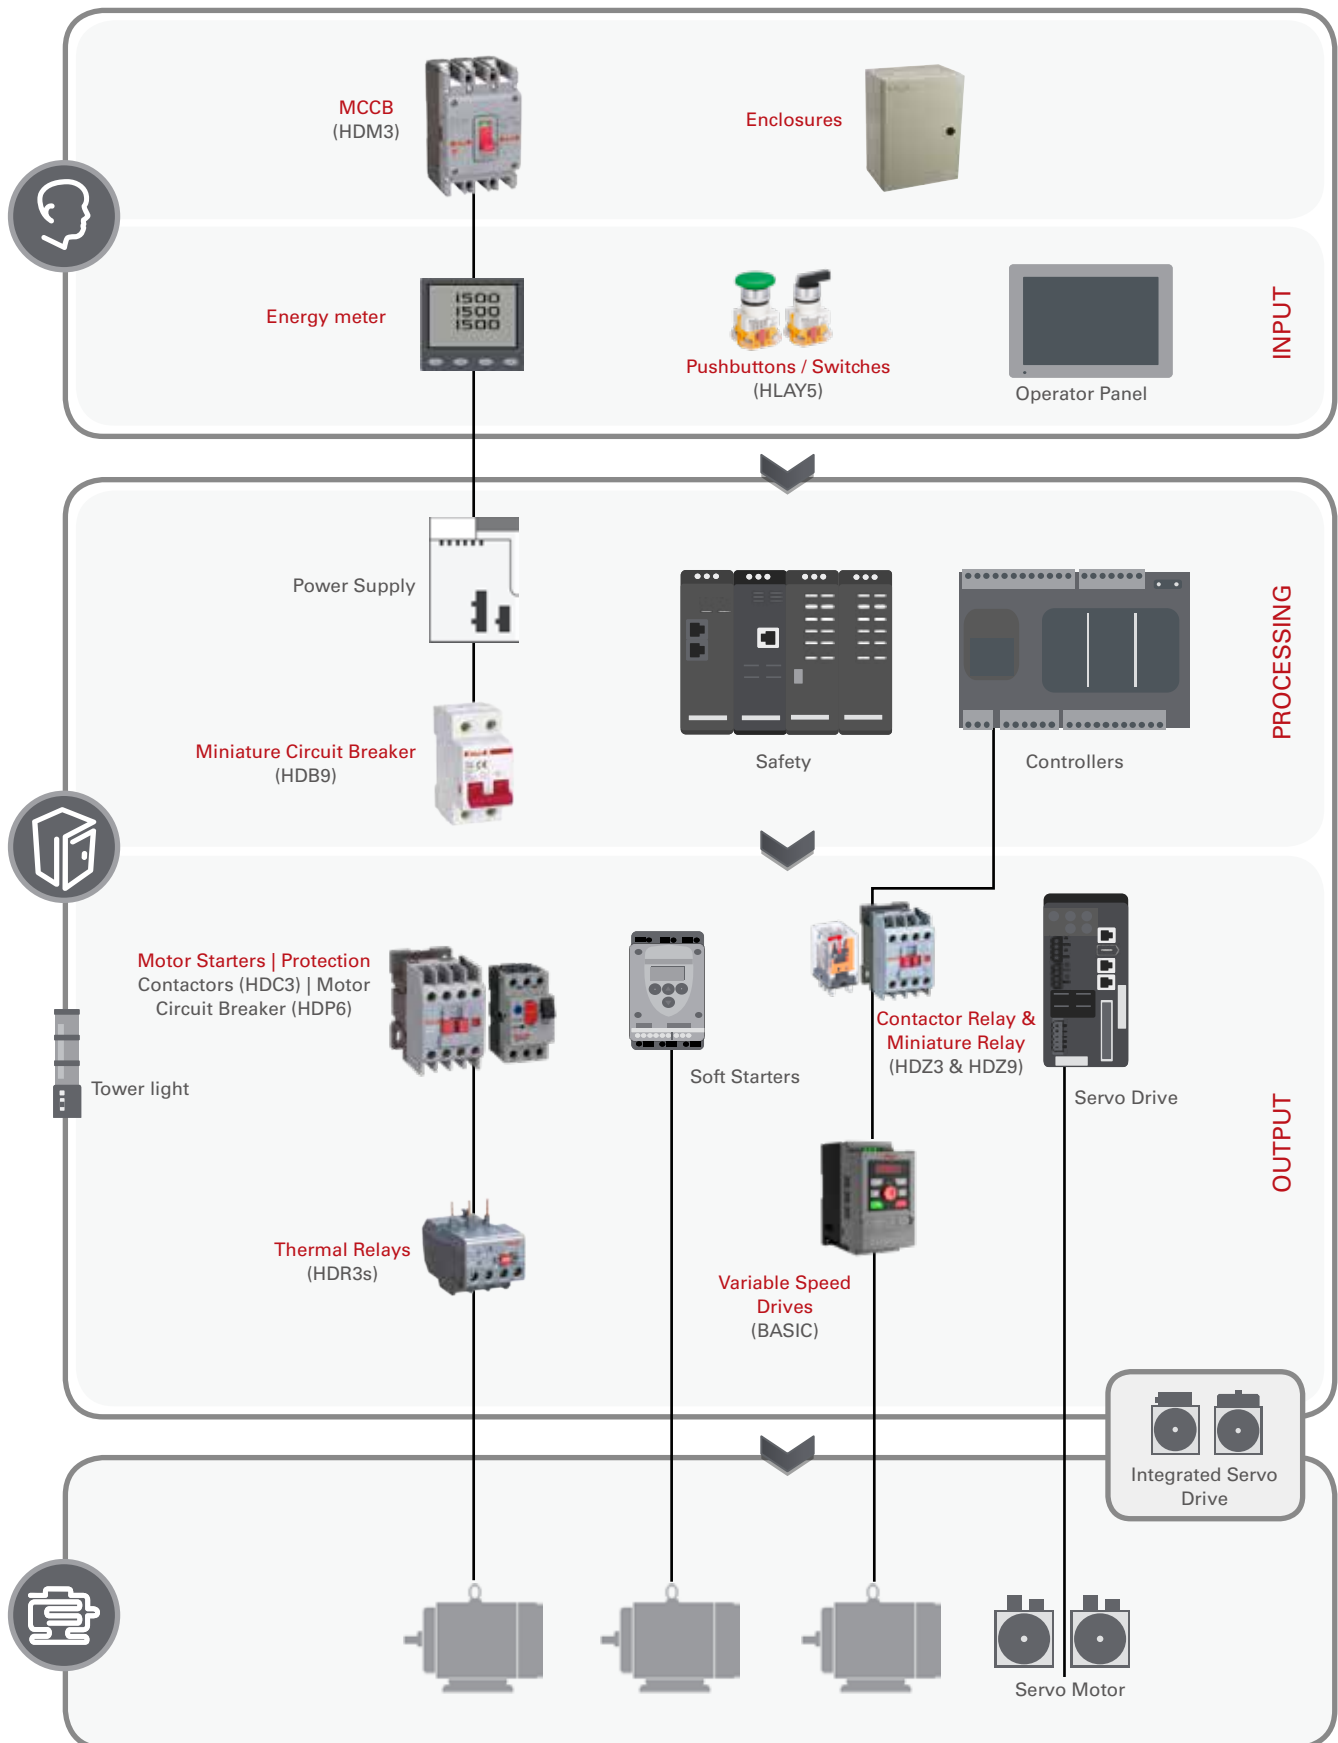 MCCB
(HDM3)
Enclosures
Energy meter
1500
1500
1500
Pushbuttons / Switches
(HLAY5)
Operator Panel
INPUT
Power Supply
Miniature Circuit Breaker
(HDB9)
Safety
Controllers
PROCESSING
Motor Starters | Protection
Contactors (HDC3) | Motor
Circuit Breaker (HDP6)
Tower light
Soft Starters
Contactor Relay &
Miniature Relay
(HDZ3 & HDZ9)
Servo Drive
OUTPUT
Thermal Relays
(HDR3s)
Variable Speed
Drives
(BASIC)
Integrated Servo
Drive
Servo Motor